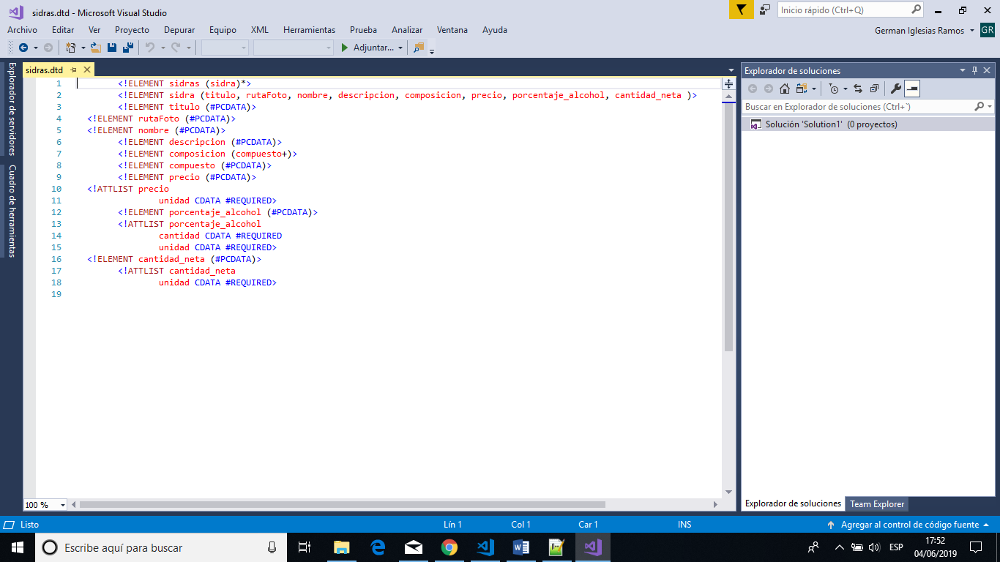 sidras.dtd - Microsoft Visual Studio
Inicio rápido (Ctrl+Q)
Archivo Editar Ver Proyecto Depurar Equipo XML Herramientas Prueba Analizar Ventana Ayuda
German Iglesias Ramos GR
Adjuntar...
Explorador de servidores
Cuadro de herramientas
sidras.dtd
1 <!ELEMENT sidras (sidra)*>
2 <!ELEMENT sidra (titulo, rutaFoto, nombre, descripcion, composicion, precio, porcentaje_alcohol, cantidad_neta )>
3 <!ELEMENT titulo (#PCDATA)>
4 <!ELEMENT rutaFoto (#PCDATA)>
5 <!ELEMENT nombre (#PCDATA)>
6 <!ELEMENT descripcion (#PCDATA)>
7 <!ELEMENT composicion (compuesto+)>
8 <!ELEMENT compuesto (#PCDATA)>
9 <!ELEMENT precio (#PCDATA)>
10 <!ATTLIST precio
11 unidad CDATA #REQUIRED>
12 <!ELEMENT porcentaje_alcohol (#PCDATA)>
13 <!ATTLIST porcentaje_alcohol
14 cantidad CDATA #REQUIRED
15 unidad CDATA #REQUIRED>
16 <!ELEMENT cantidad_neta (#PCDATA)>
17 <!ATTLIST cantidad_neta
18 unidad CDATA #REQUIRED>
19
100 %
Explorador de soluciones
Buscar en Explorador de soluciones (Ctrl+`)
Solución 'Solution1' (0 proyectos)
Explorador de soluciones Team Explorer
Listo Lín 1 Col 1 Car 1 INS Agregar al control de código fuente
Escribe aquí para buscar
ESP
17:52
04/06/2019